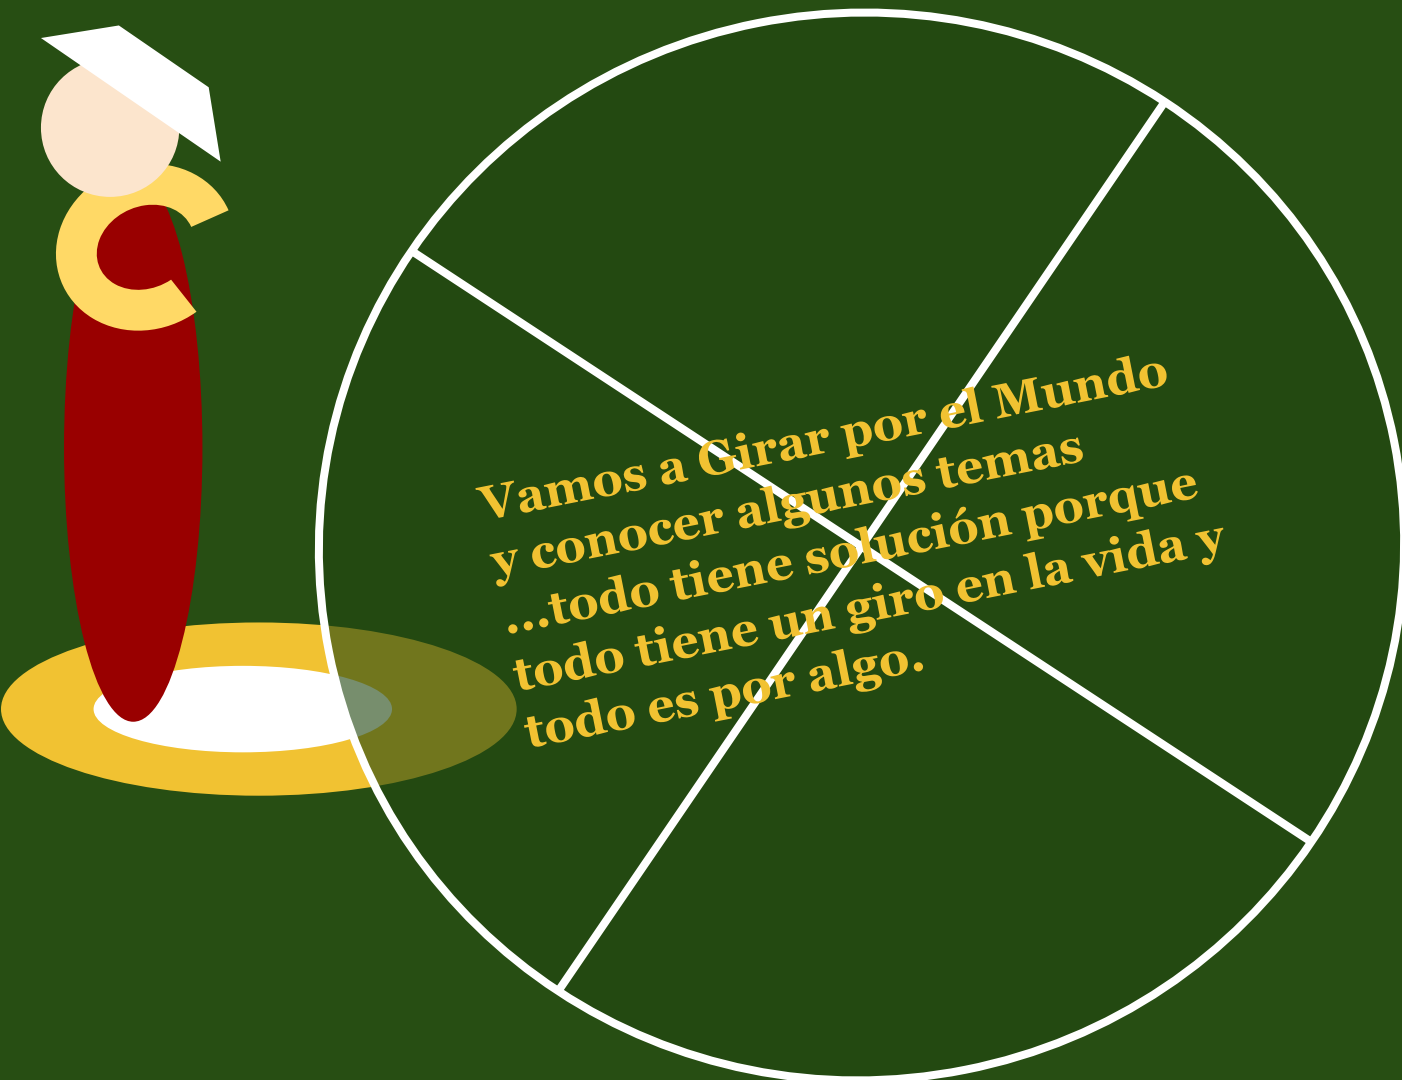 Vamos a Girar por el Mundo
y conocer algunos temas
...todo tiene solución porque
todo tiene un giro en la vida y
todo es por algo.